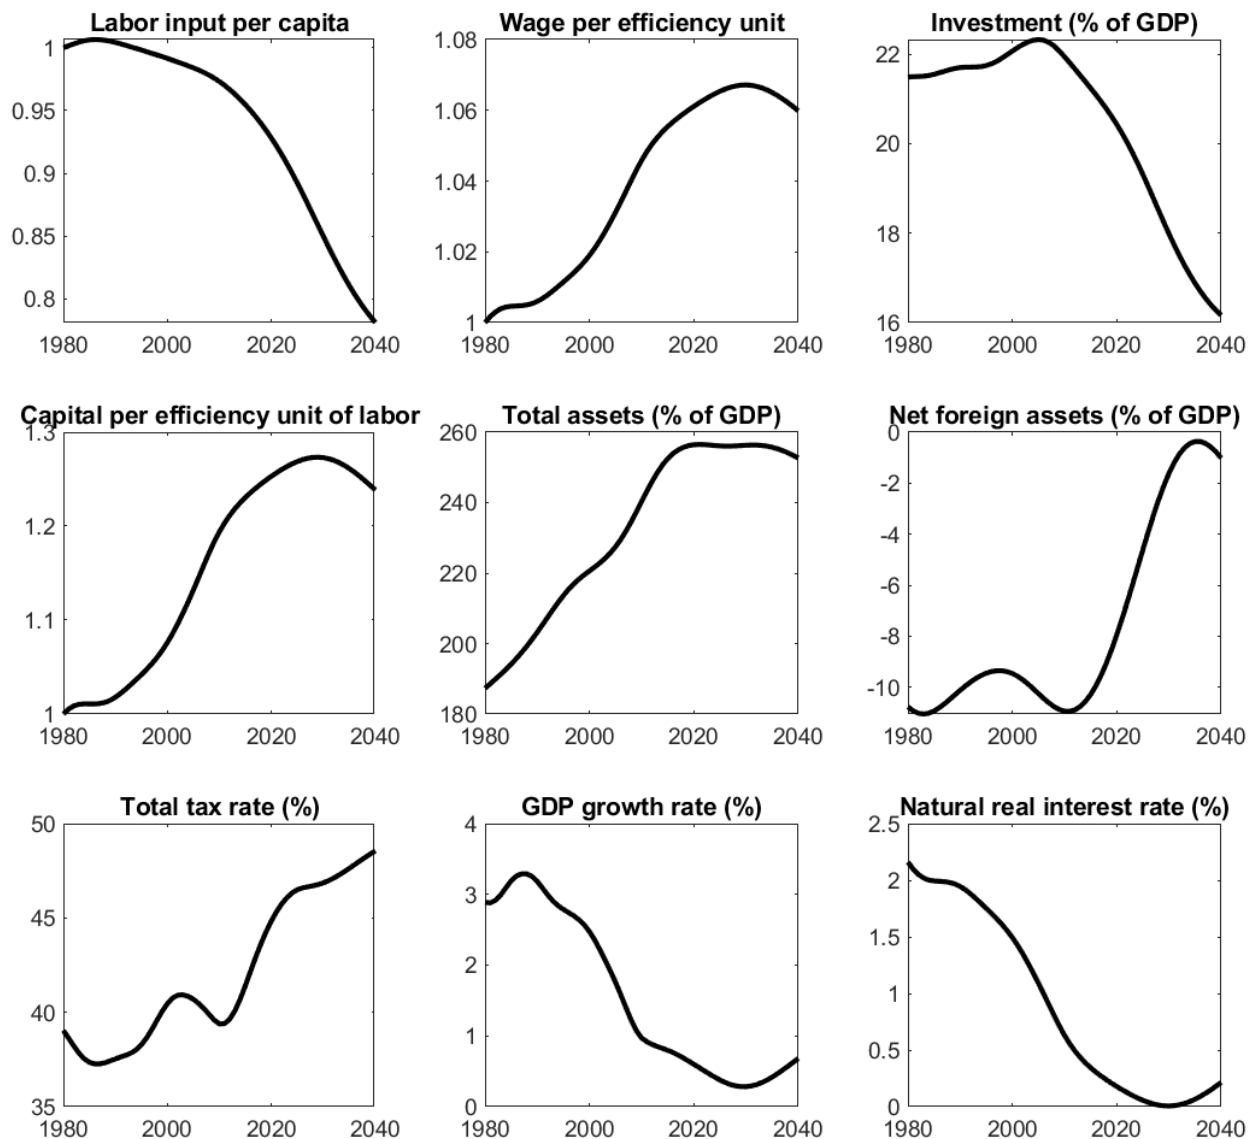 Labor input per capita
1
0.95
0.9
0.85
0.8
1980 2000 2020 2040
Wage per efficiency unit
1.08
1.06
1.04
1.02
1
1980 2000 2020 2040
Investment (% of GDP)
22
20
18
16
1980 2000 2020 2040
Capital per efficiency unit of labor
1.3
1.2
1.1
1
1980 2000 2020 2040
Total assets (% of GDP)
260
240
220
200
180
1980 2000 2020 2040
Net foreign assets (% of GDP)
0
-2
-4
-6
-8
-10
1980 2000 2020 2040
Total tax rate (%)
50
45
40
35
1980 2000 2020 2040
GDP growth rate (%)
4
3
2
1
0
1980 2000 2020 2040
Natural real interest rate (%)
2.5
2
1.5
1
0.5
0
1980 2000 2020 2040